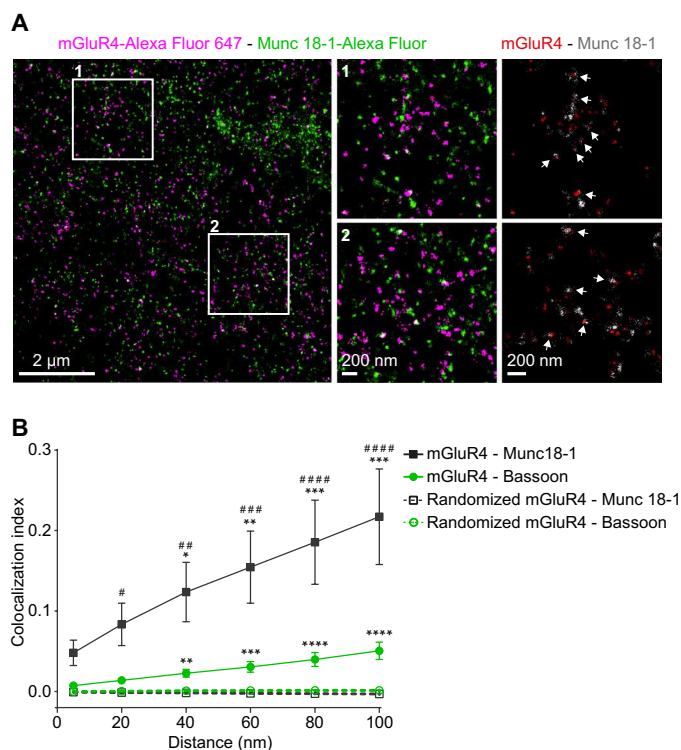 A
mGluR4-Alexa Fluor 647 - Munc 18-1-Alexa Fluor
mGluR4 - Munc 18-1
1
2
2 µm
1
2
200 nm
200 nm
B
Colocalization index
0.3
0.2
0.1
0.0
#
##
*
###
**
####
***
####
***
**
***
****
****
0
20
40
60
80
100
Distance (nm)
mGluR4 - Munc18-1
mGluR4 - Bassoon
Randomized mGluR4 - Munc 18-1
Randomized mGluR4 - Bassoon